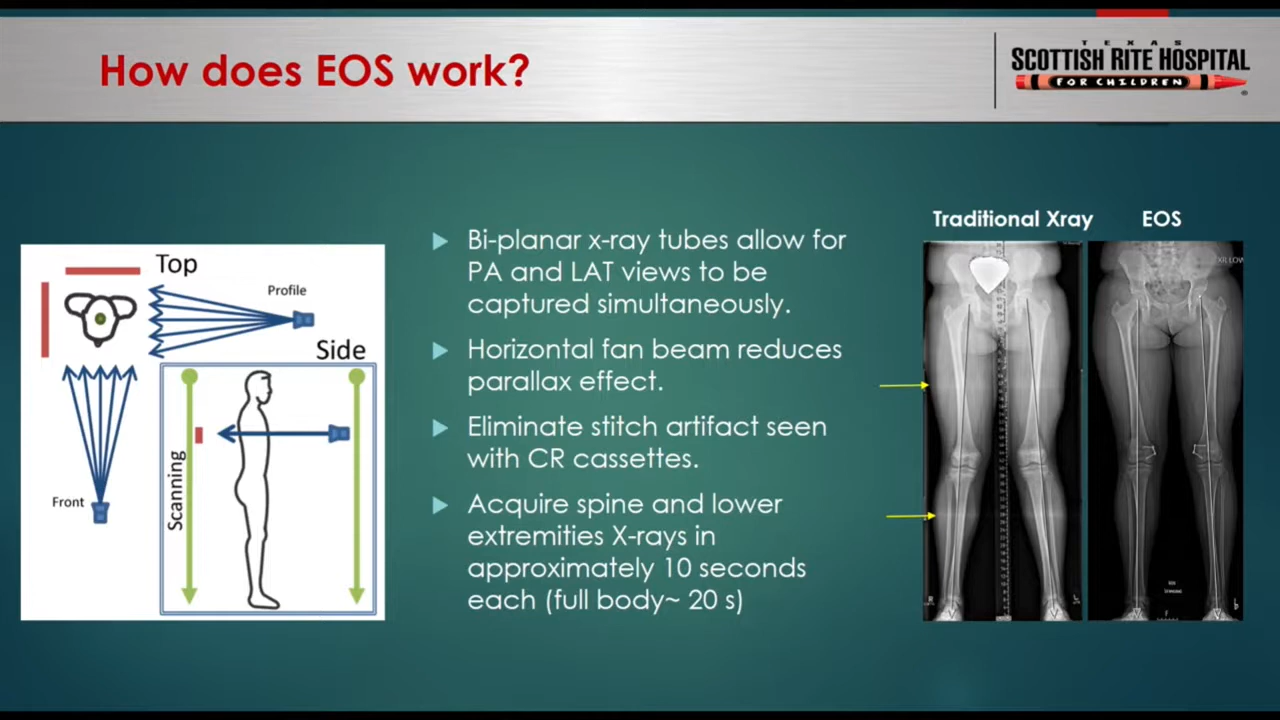 How does EOS work?
TEXAS
SCOTTISH RITE HOSPITAL
FOR CHILDREN
Top
Profile
Side
Front
Scanning
Bi-planar x-ray tubes allow for
PA and LAT views to be
captured simultaneously.
Horizontal fan beam reduces
parallax effect.
Eliminate stitch artifact seen
with CR cassettes.
Acquire spine and lower
extremities X-rays in
approximately 10 seconds
each (full body~ 20 s)
Traditional Xray
EOS
R
L